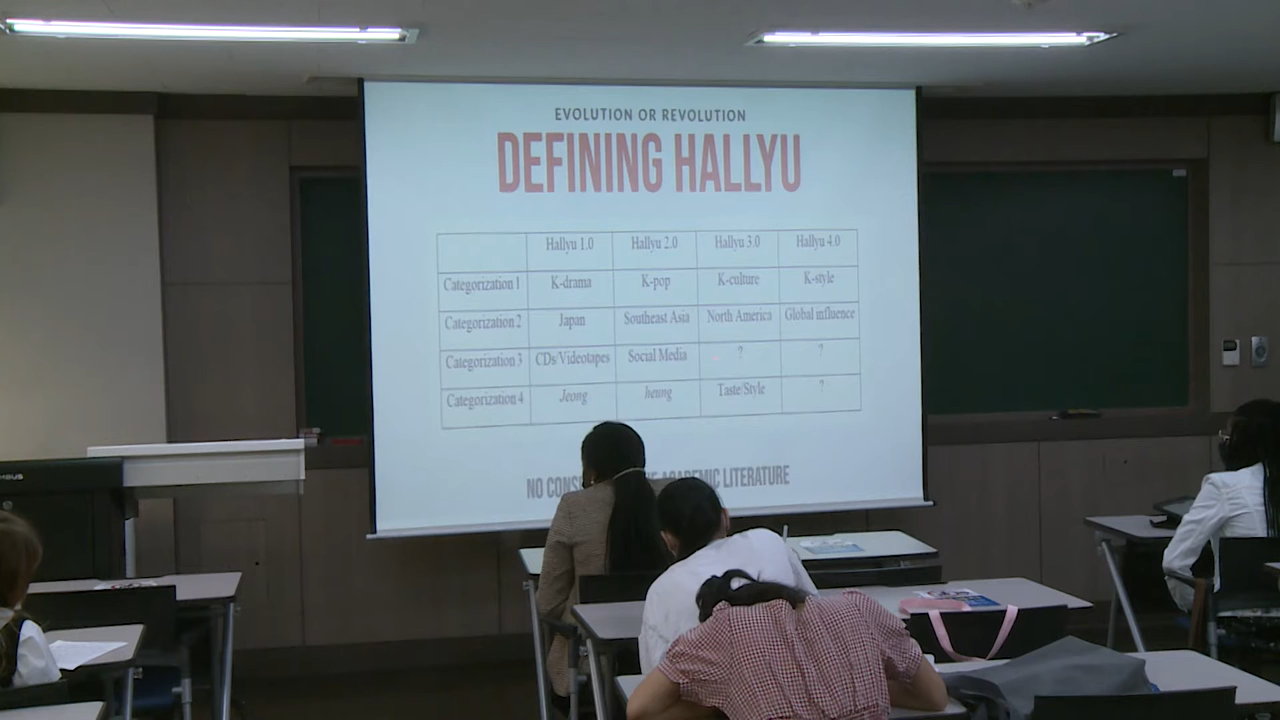 EVOLUTION OR REVOLUTION
DEFINING HALLYU
Hallyu 1.0 Hallyu 2.0 Hallyu 3.0 Hallyu 4.0
Categorization 1 K-drama K-pop K-culture K-style
Categorization 2 Japan Southeast Asia North America Global influence
Categorization 3 CDs/Videotapes Social Media ? ?
Categorization 4 Jeong heung Taste/Style ?
NO ACADEMIC LITERATURE